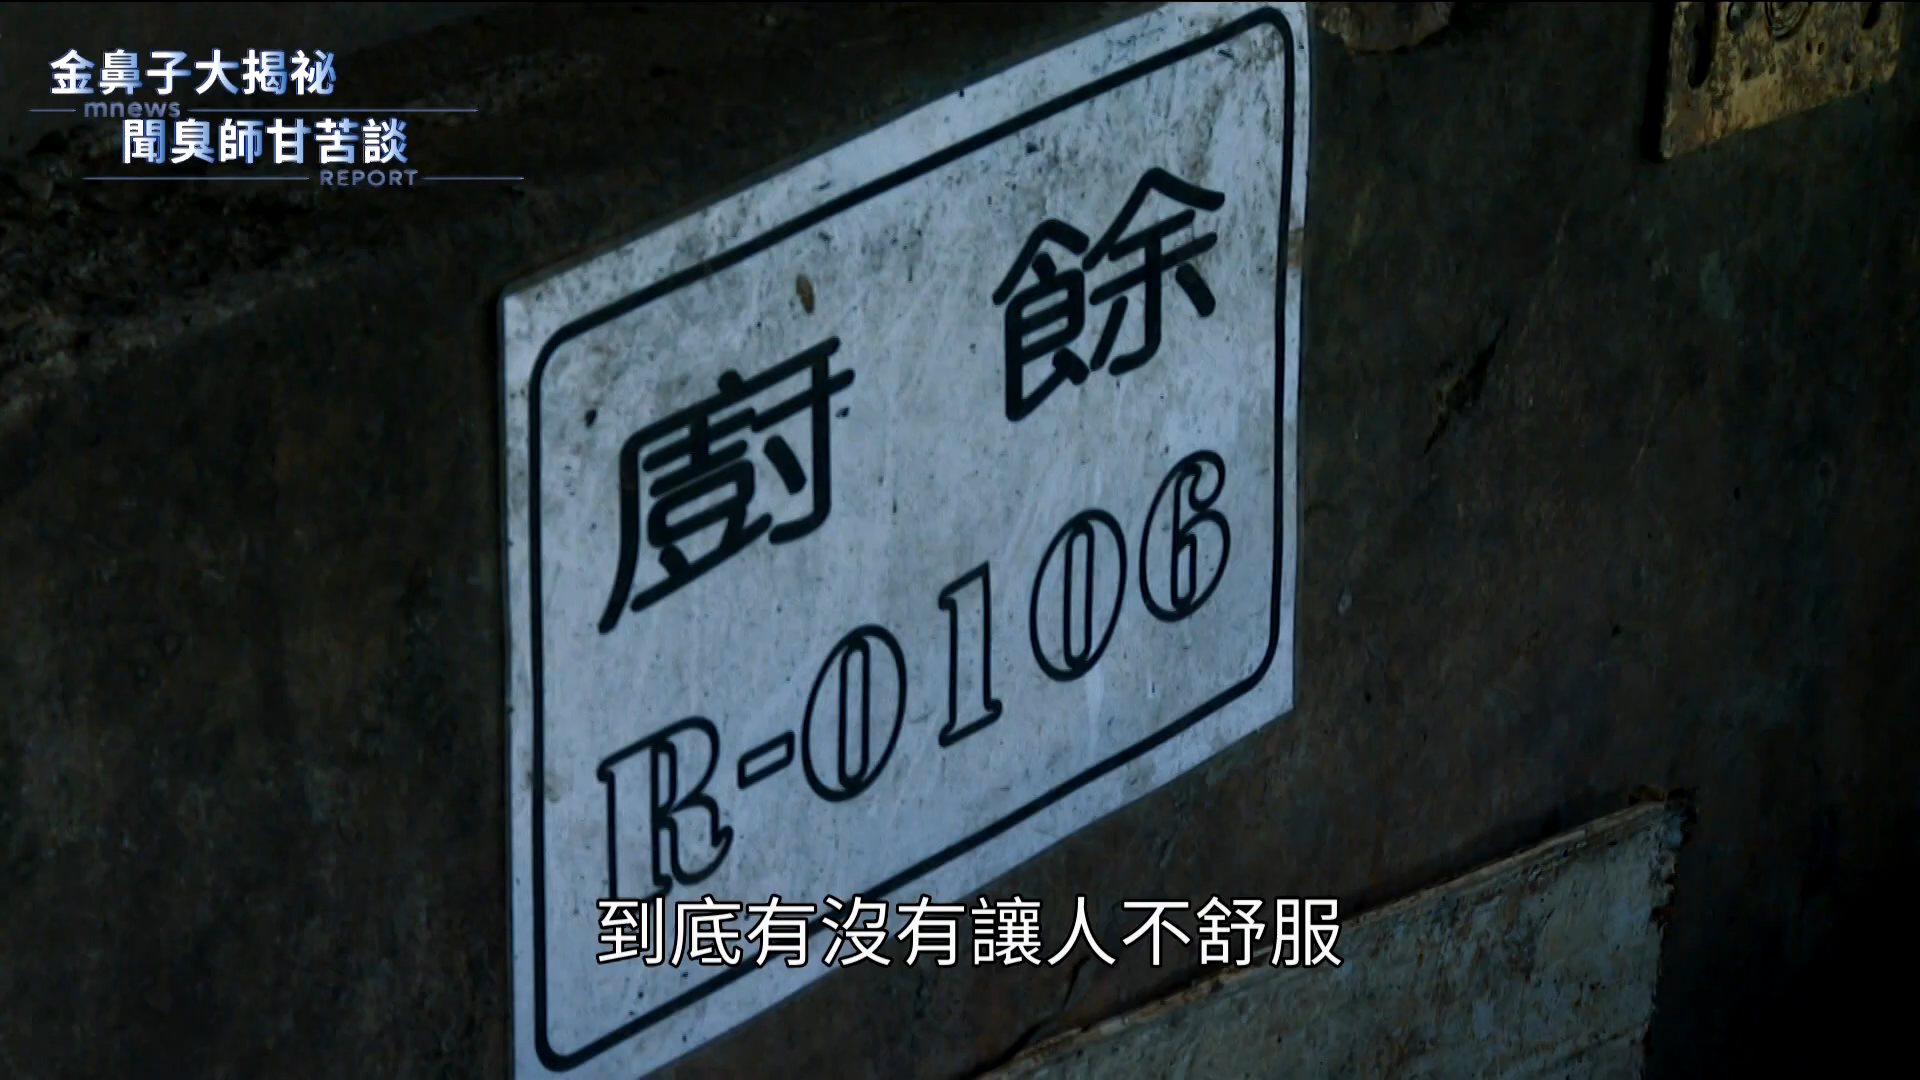 金鼻子大揭祕
mnews
聞臭師甘苦談
REPORT
廚餘
R-0106
到底有沒有讓人不舒服